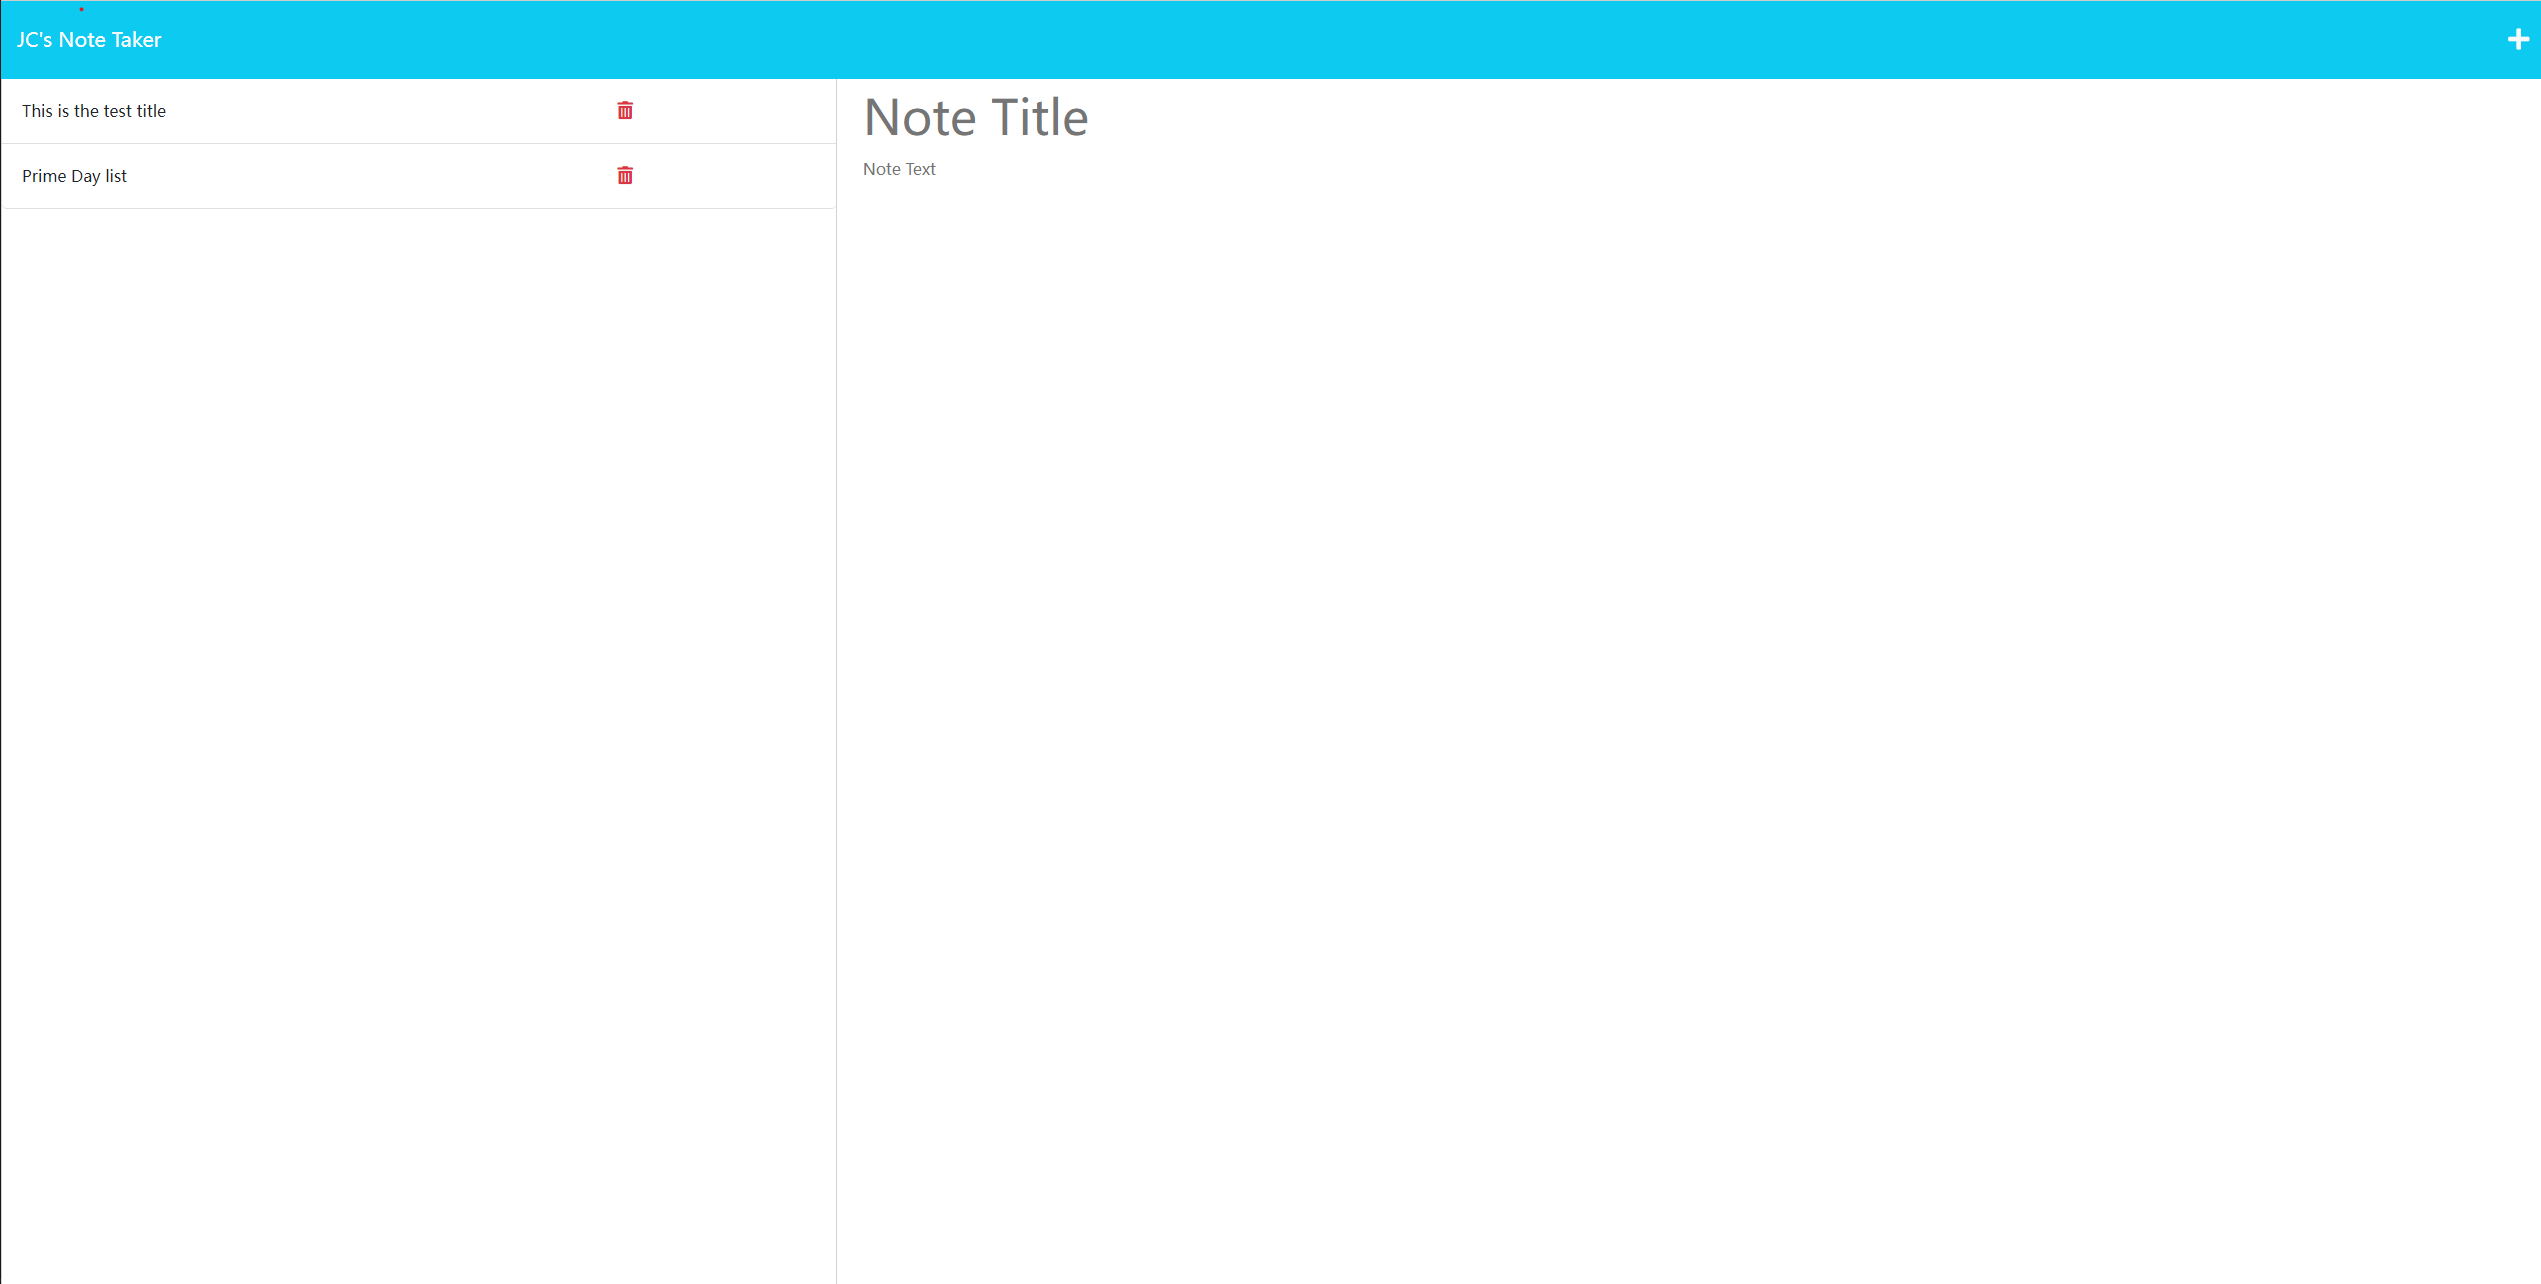 JC's Note Taker
This is the test title
Prime Day list
Note Title
Note Text